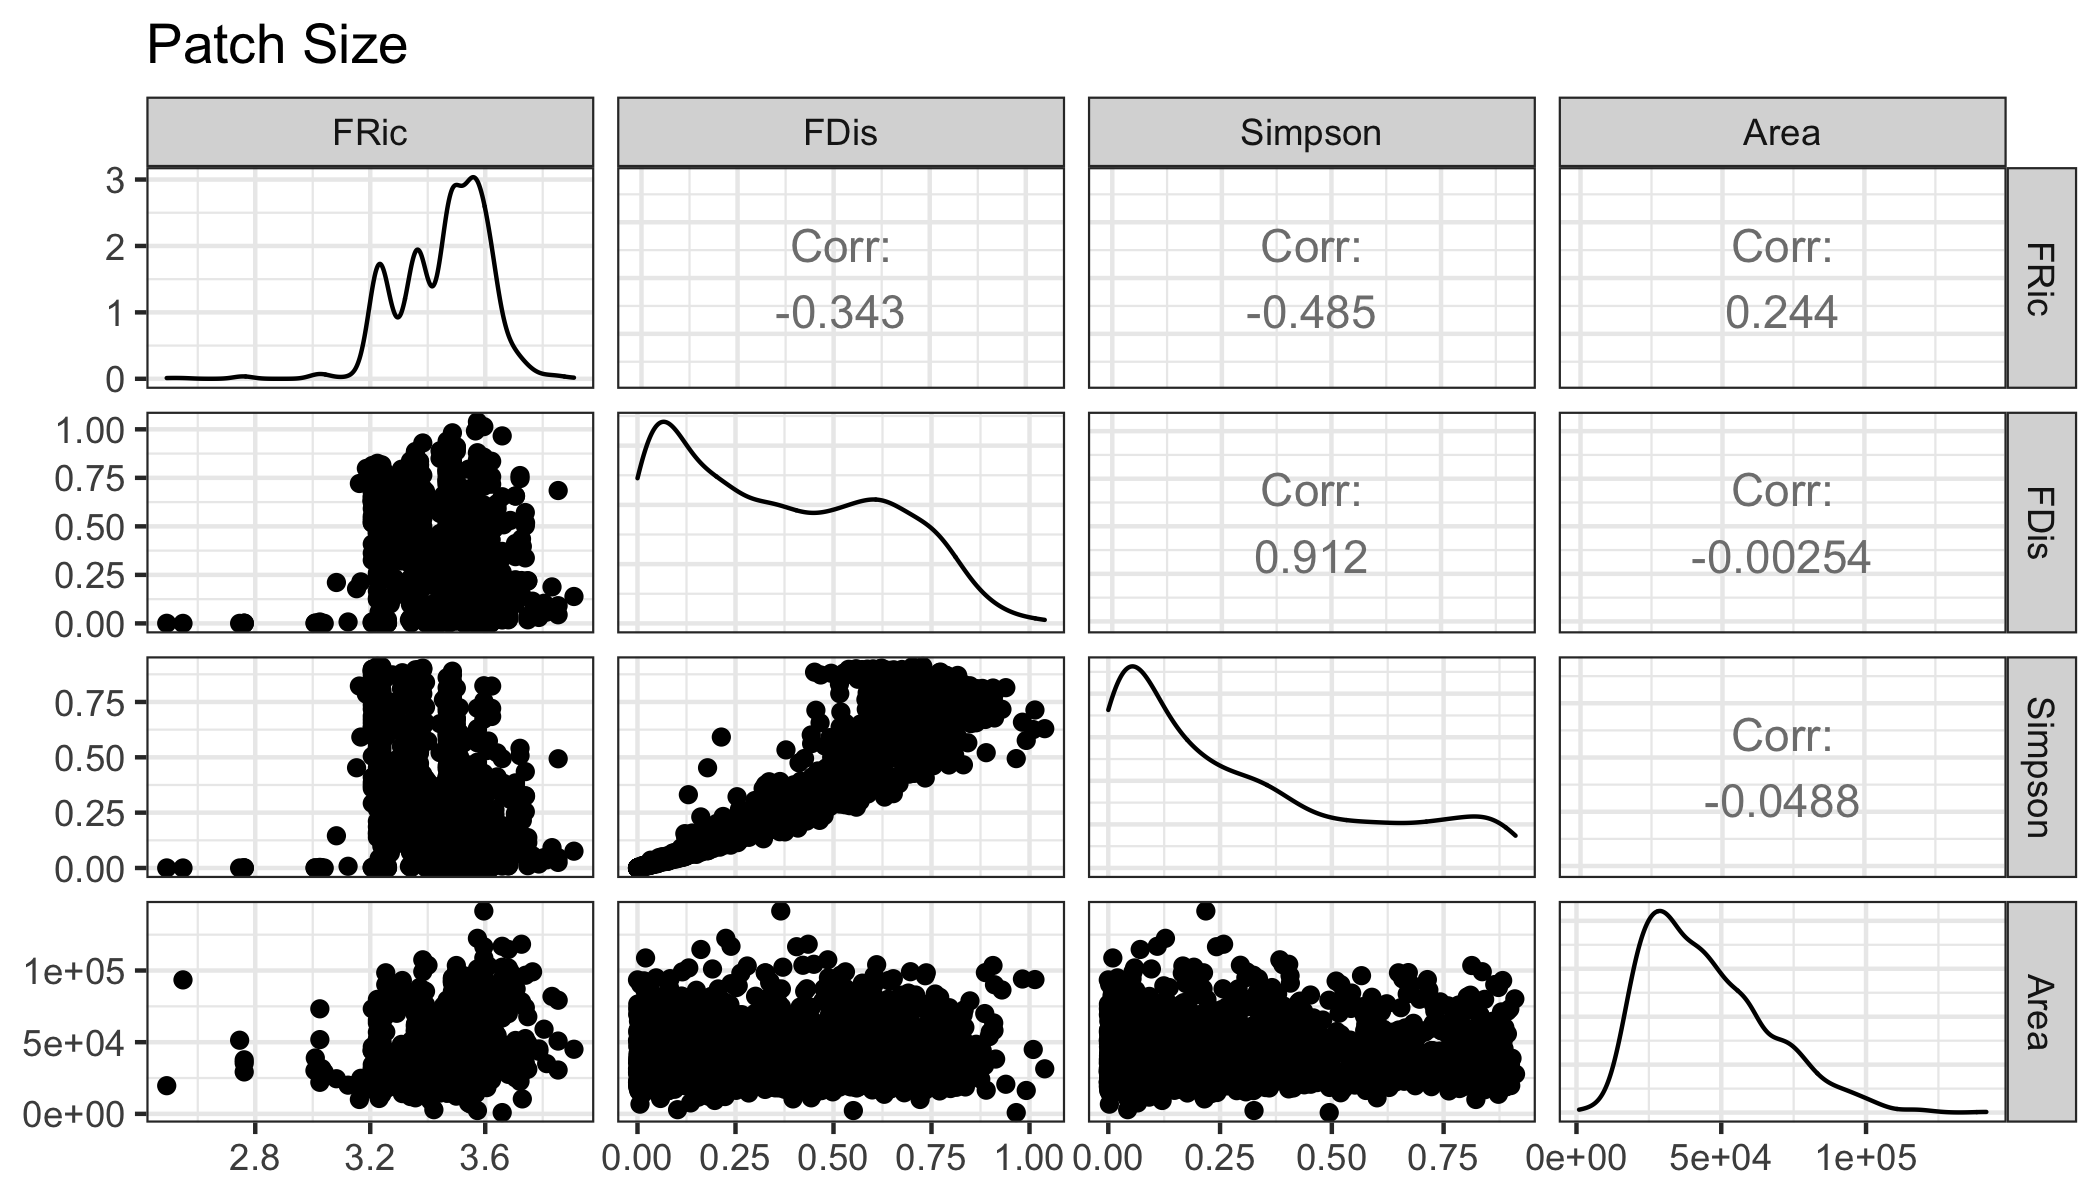 Patch Size
FRic FDis Simpson Area
3
2
1
0
Corr:
-0.343
Corr:
-0.485
Corr:
0.244
FRic
1.00
0.75
0.50
0.25
0.00
Corr:
0.912
Corr:
-0.00254
FDis
0.75
0.50
0.25
0.00
Corr:
-0.0488
Simpson
1e+05
5e+04
0e+00
Area
2.8 3.2 3.6 0.00 0.25 0.50 0.75 1.00 0.00 0.25 0.50 0.75 0e+00 5e+04 1e+05